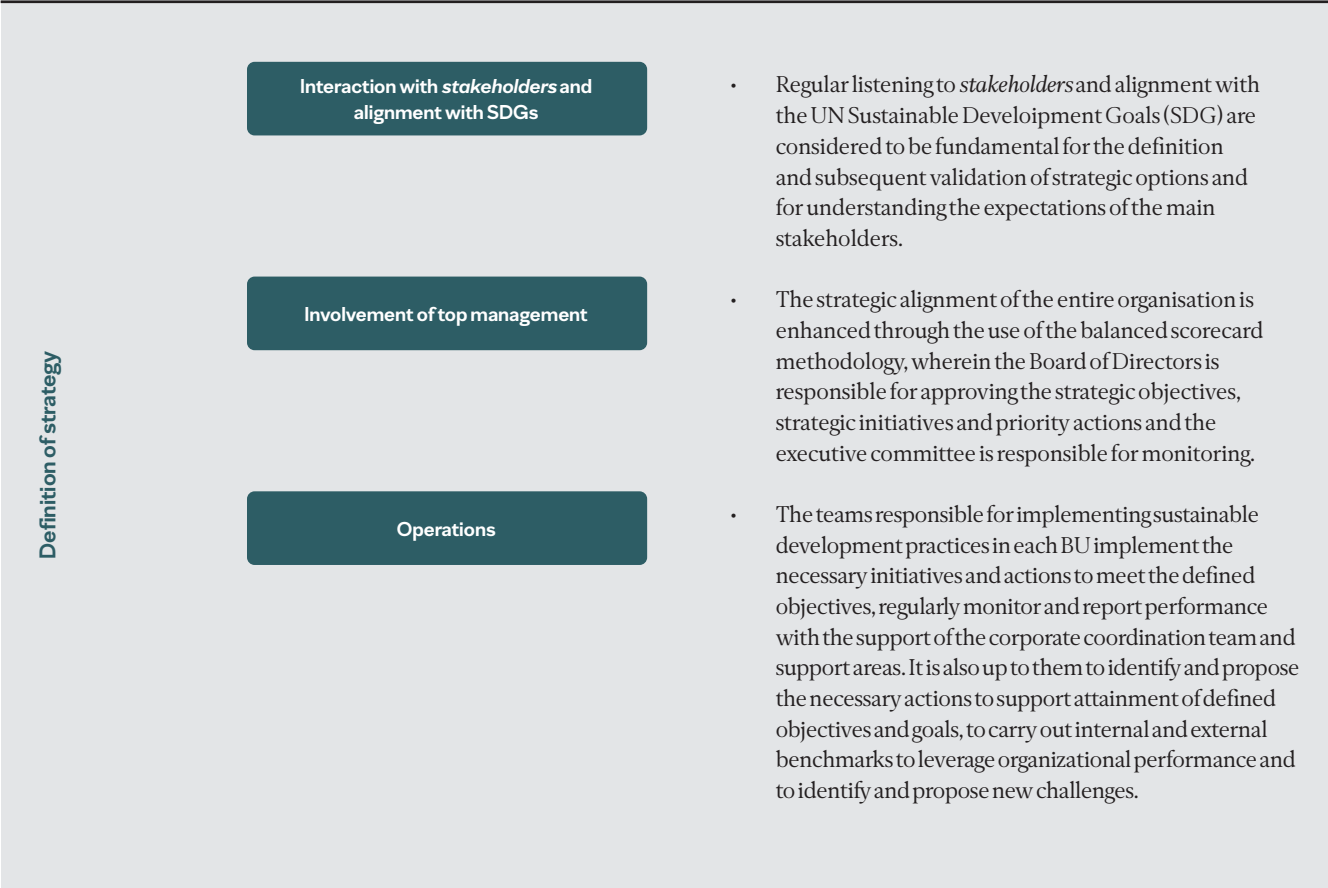 Definition of strategy
Interaction with stakeholders and
alignment with SDGs
• Regular listening to stakeholders and alignment with
the UN Sustainable Develoipment Goals (SDG) are
considered to be fundamental for the definition
and subsequent validation of strategic options and
for understanding the expectations of the main
stakeholders.
Involvement of top management
• The strategic alignment of the entire organisation is
enhanced through the use of the balanced scorecard
methodology, wherein the Board of Directors is
responsible for approving the strategic objectives,
strategic initiatives and priority actions and the
executive committee is responsible for monitoring.
Operations
• The teams responsible for implementing sustainable
development practices in each BU implement the
necessary initiatives and actions to meet the defined
objectives, regularly monitor and report performance
with the support of the corporate coordination team and
support areas. It is also up to them to identify and propose
the necessary actions to support attainment of defined
objectives and goals, to carry out internal and external
benchmarks to leverage organizational performance and
to identify and propose new challenges.